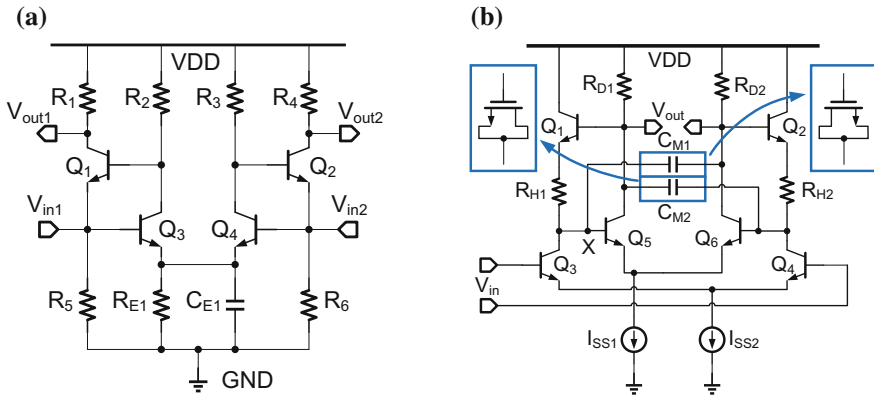 (a)
VDD
R1 R2 R3 R4
Vout1 Vout2
Q1 Q2
Vin1 Q3 Q4 Vin2
R5 RE1 CE1 R6
GND
(b)
VDD
RD1 RD2
Vout
Q1 Q2
CM1
RH1 CM2 RH2
X Q5 Q6
Q3 Q4
Vin
ISS1 ISS2